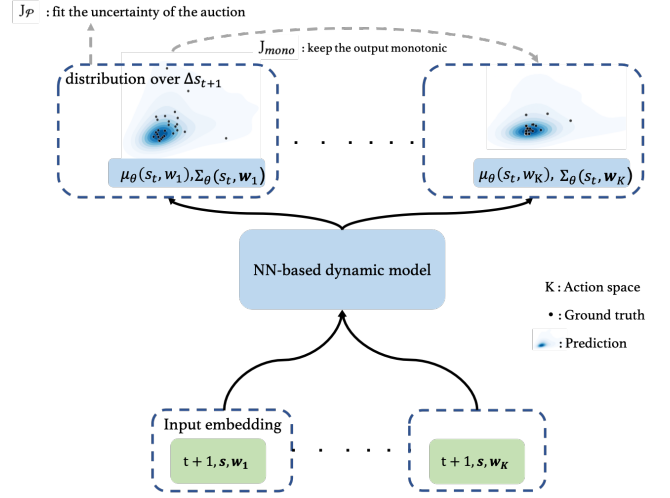 J𝒫 : fit the uncertainty of the auction
J_mono : keep the output monotonic
distribution over Δs_{t+1}
μ_θ(s_t, w_1), Σ_θ(s_t, w_1)
. . . . . .
μ_θ(s_t, w_K), Σ_θ(s_t, w_K)
NN-based dynamic model
K : Action space
• : Ground truth
: Prediction
Input embedding
t + 1, s, w_1
. . . . . .
t + 1, s, w_K